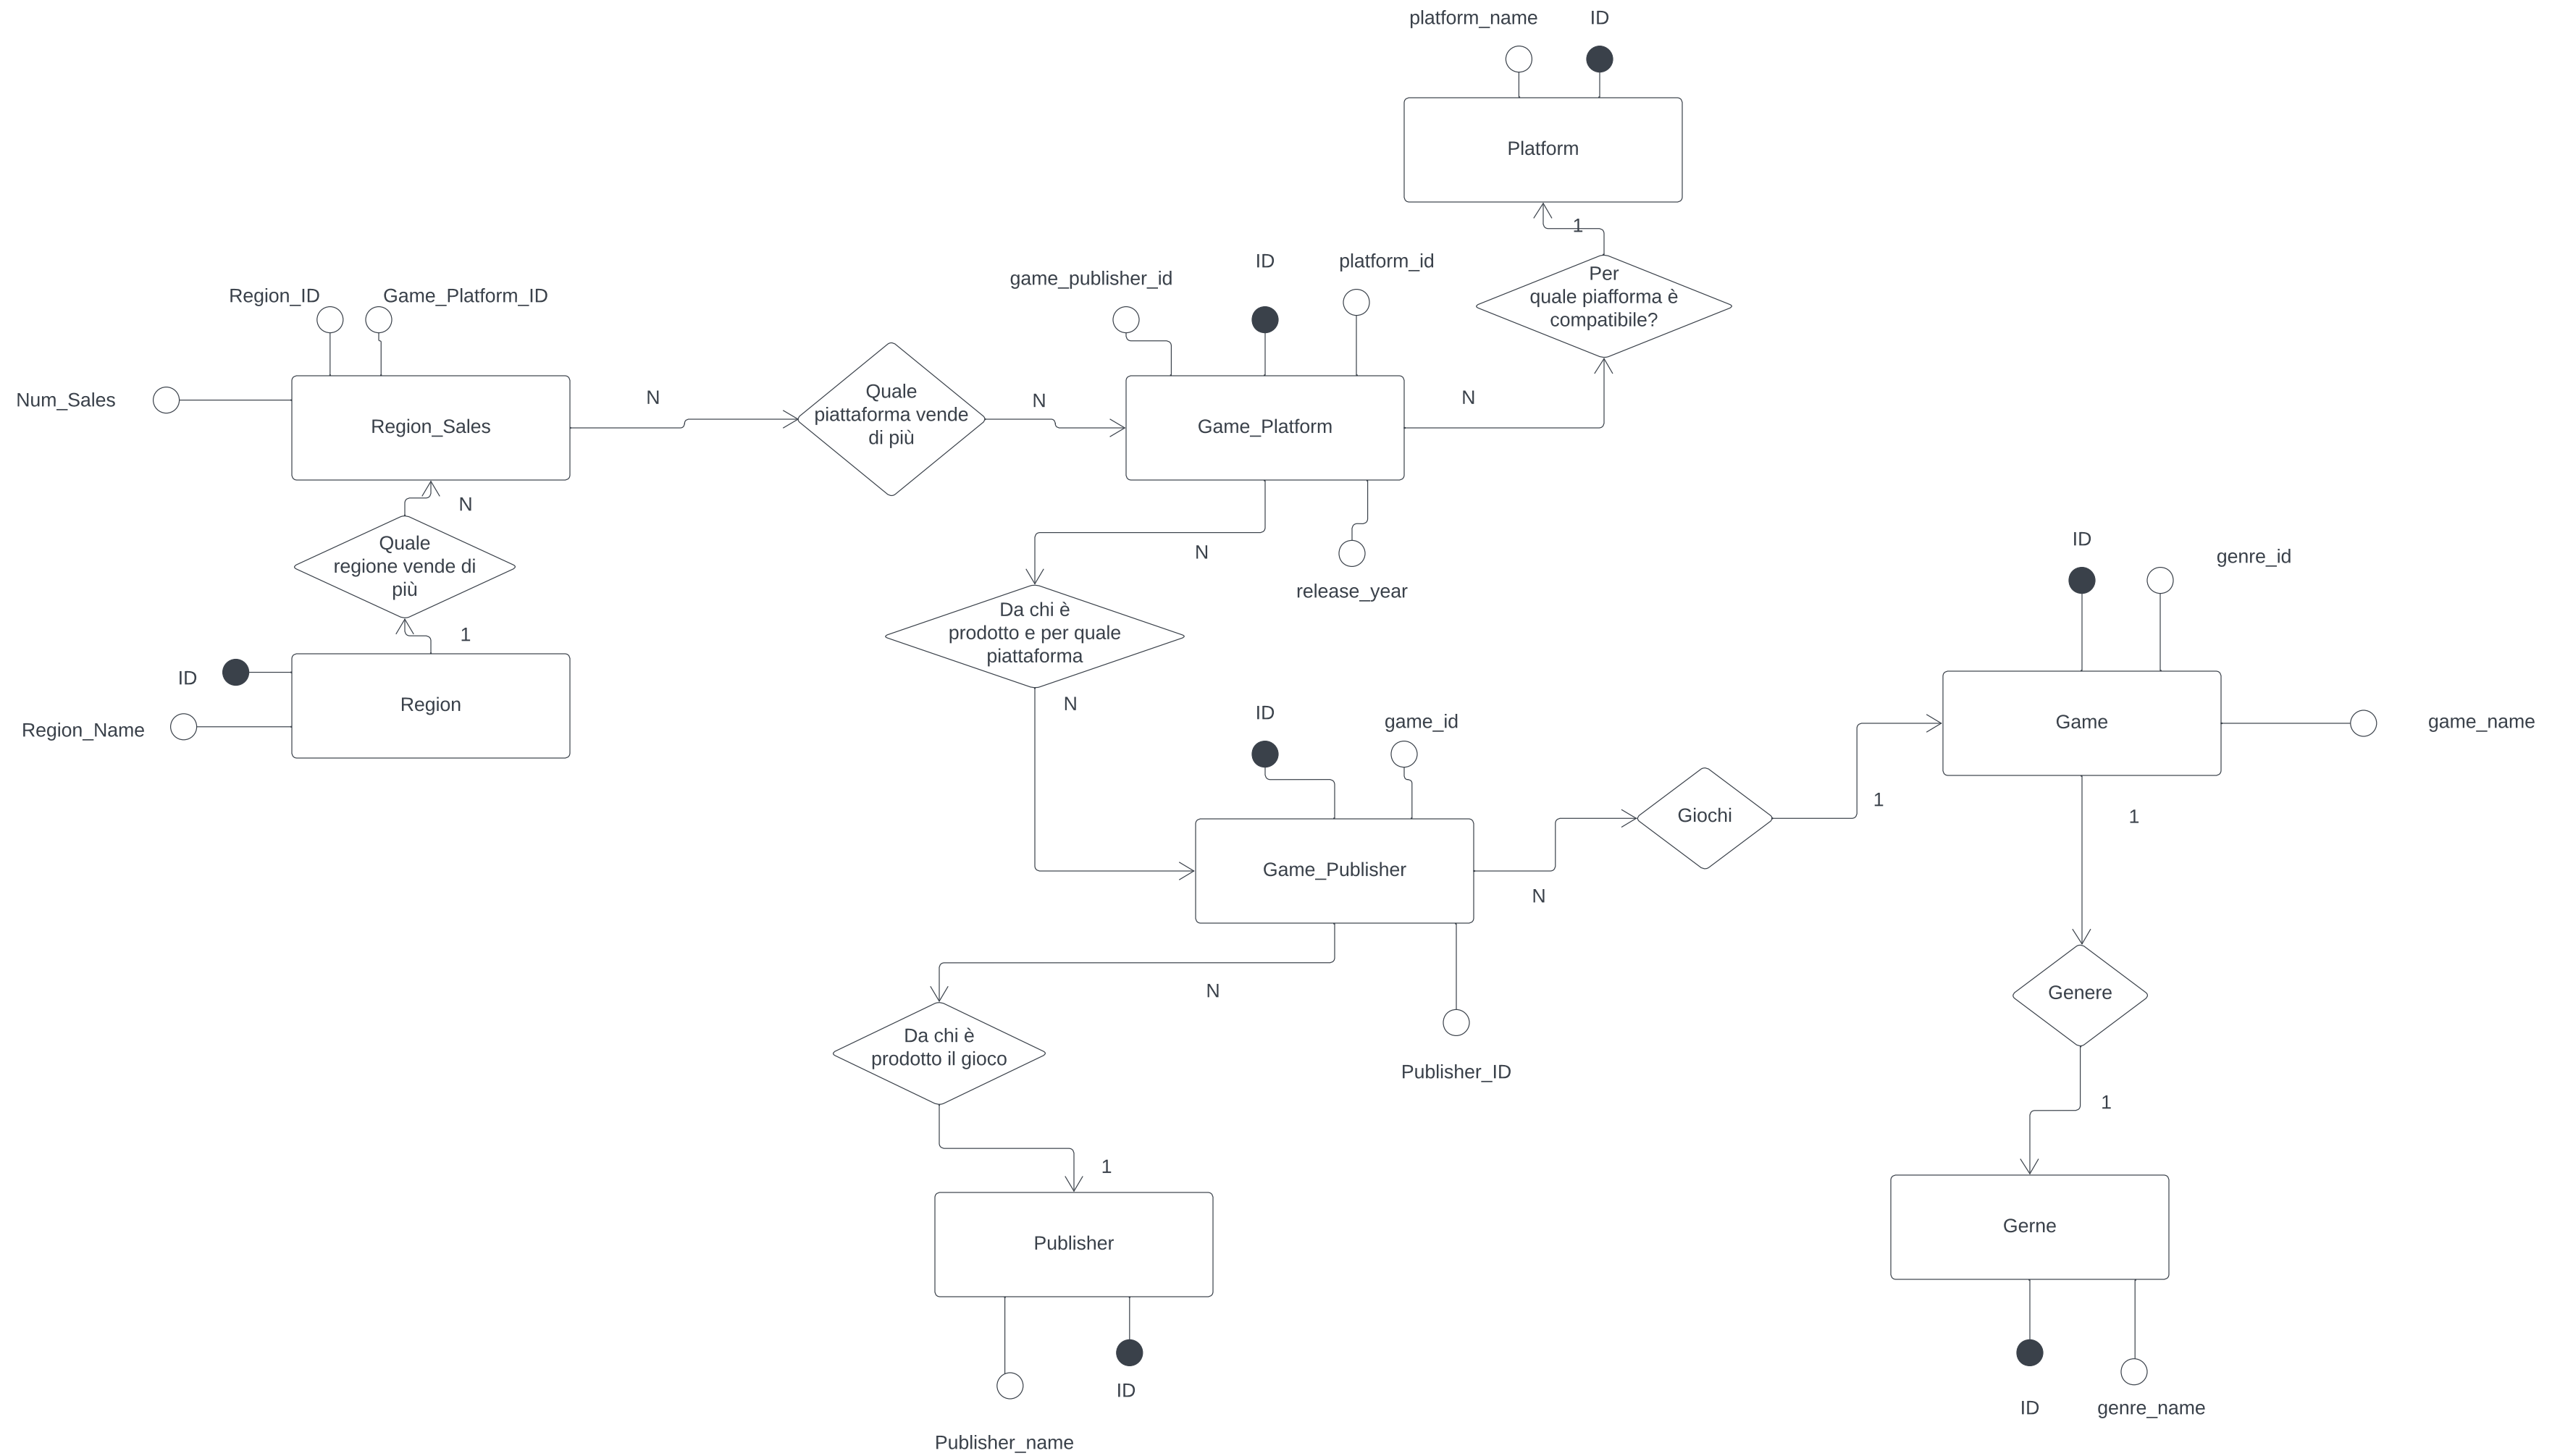 platform_name
ID
Platform
1
Per
quale piafforma è
compatibile?
ID
platform_id
game_publisher_id
Region_ID
Game_Platform_ID
Num_Sales
Region_Sales
N
Quale
piattaforma vende
di più
N
Game_Platform
N
N
Quale
regione vende di
più
1
ID
Region_Name
Region
N
release_year
Da chi è
prodotto e per quale
piattaforma
N
ID
game_id
Game_Publisher
N
Giochi
1
ID
genre_id
Game
game_name
1
Genere
1
Gerne
ID
genre_name
N
Publisher_ID
Da chi è
prodotto il gioco
1
Publisher
ID
Publisher_name